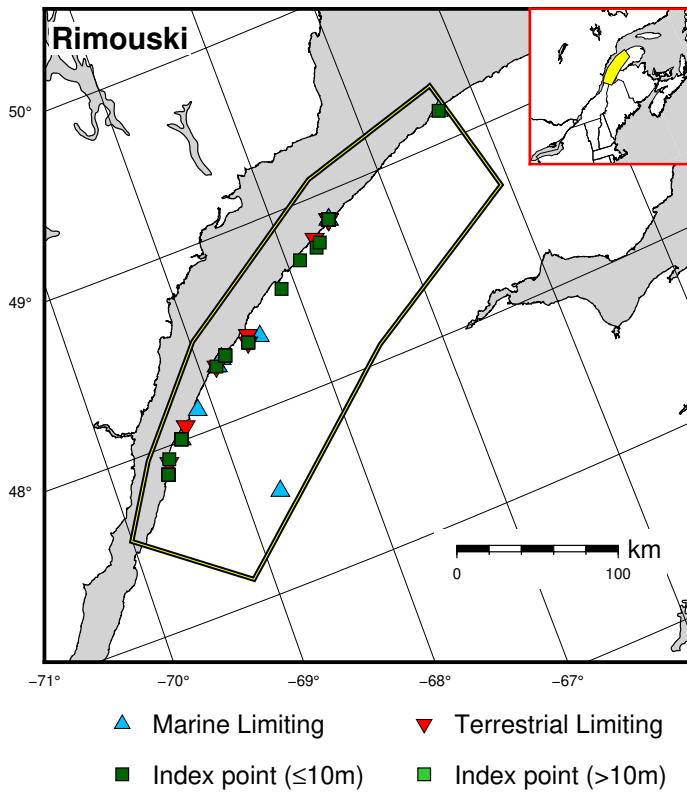 Rimouski
50°
49°
48°
km
0 100
−71° −70° −69° −68° −67°
Marine Limiting Terrestrial Limiting
Index point (≤10m) Index point (>10m)